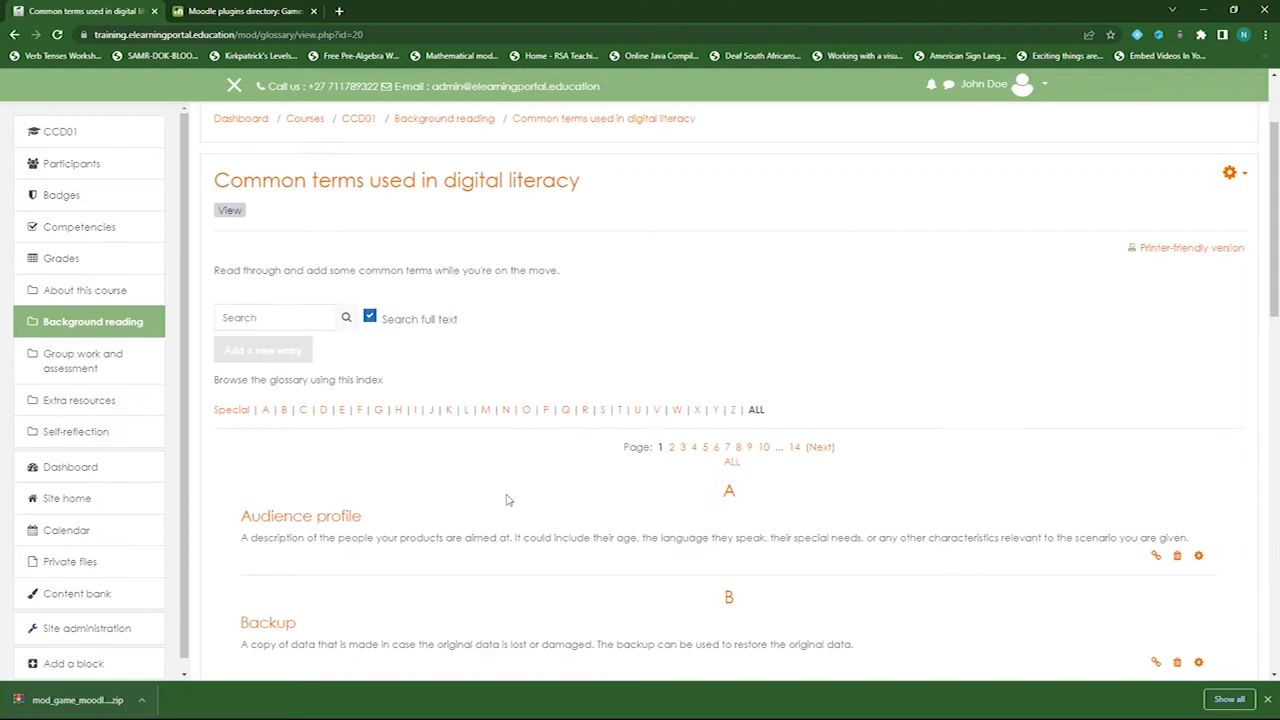 Common terms used in digital li
Moodle plugins directory: Game:
training.elearningportal.education/mod/glossary/view.php?id=20
Verb Tenses Worksh...
SAMR-DOK-BLOO...
Kirkpatrick's Levels...
Free Pre-Algebra W...
Mathematical mod...
Home - RSA Teachi...
Online Java Compil...
Deaf South Africans...
Working with a visu...
American Sign Lang...
Exciting things are...
Embed Videos In Yo...
Call us : +27 711789322 E-mail : admin@elearningportal.education
John Doe
CCD01
Participants
Badges
Competencies
Grades
About this course
Background reading
Group work and
assessment
Extra resources
Self-reflection
Dashboard
Site home
Calendar
Private files
Content bank
Site administration
Add a block
Dashboard / Courses / CCD01 / Background reading / Common terms used in digital literacy
Common terms used in digital literacy
View
Printer-friendly version
Read through and add some common terms while you're on the move.
Search
Search full text
Add a new entry
Browse the glossary using this index
Special | A | B | C | D | E | F | G | H | I | J | K | L | M | N | O | P | Q | R | S | T | U | V | W | X | Y | Z | ALL
Page: 1 2 3 4 5 6 7 8 9 10 ... 14 (Next)
ALL
A
Audience profile
A description of the people your products are aimed at. It could include their age, the language they speak, their special needs, or any other characteristics relevant to the scenario you are given.
B
Backup
A copy of data that is made in case the original data is lost or damaged. The backup can be used to restore the original data.
mod_game_moodl....zip
Show all